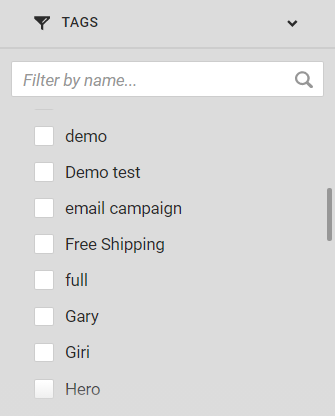 TAGS
Filter by name...
demo
Demo test
email campaign
Free Shipping
full
Gary
Giri
Hero